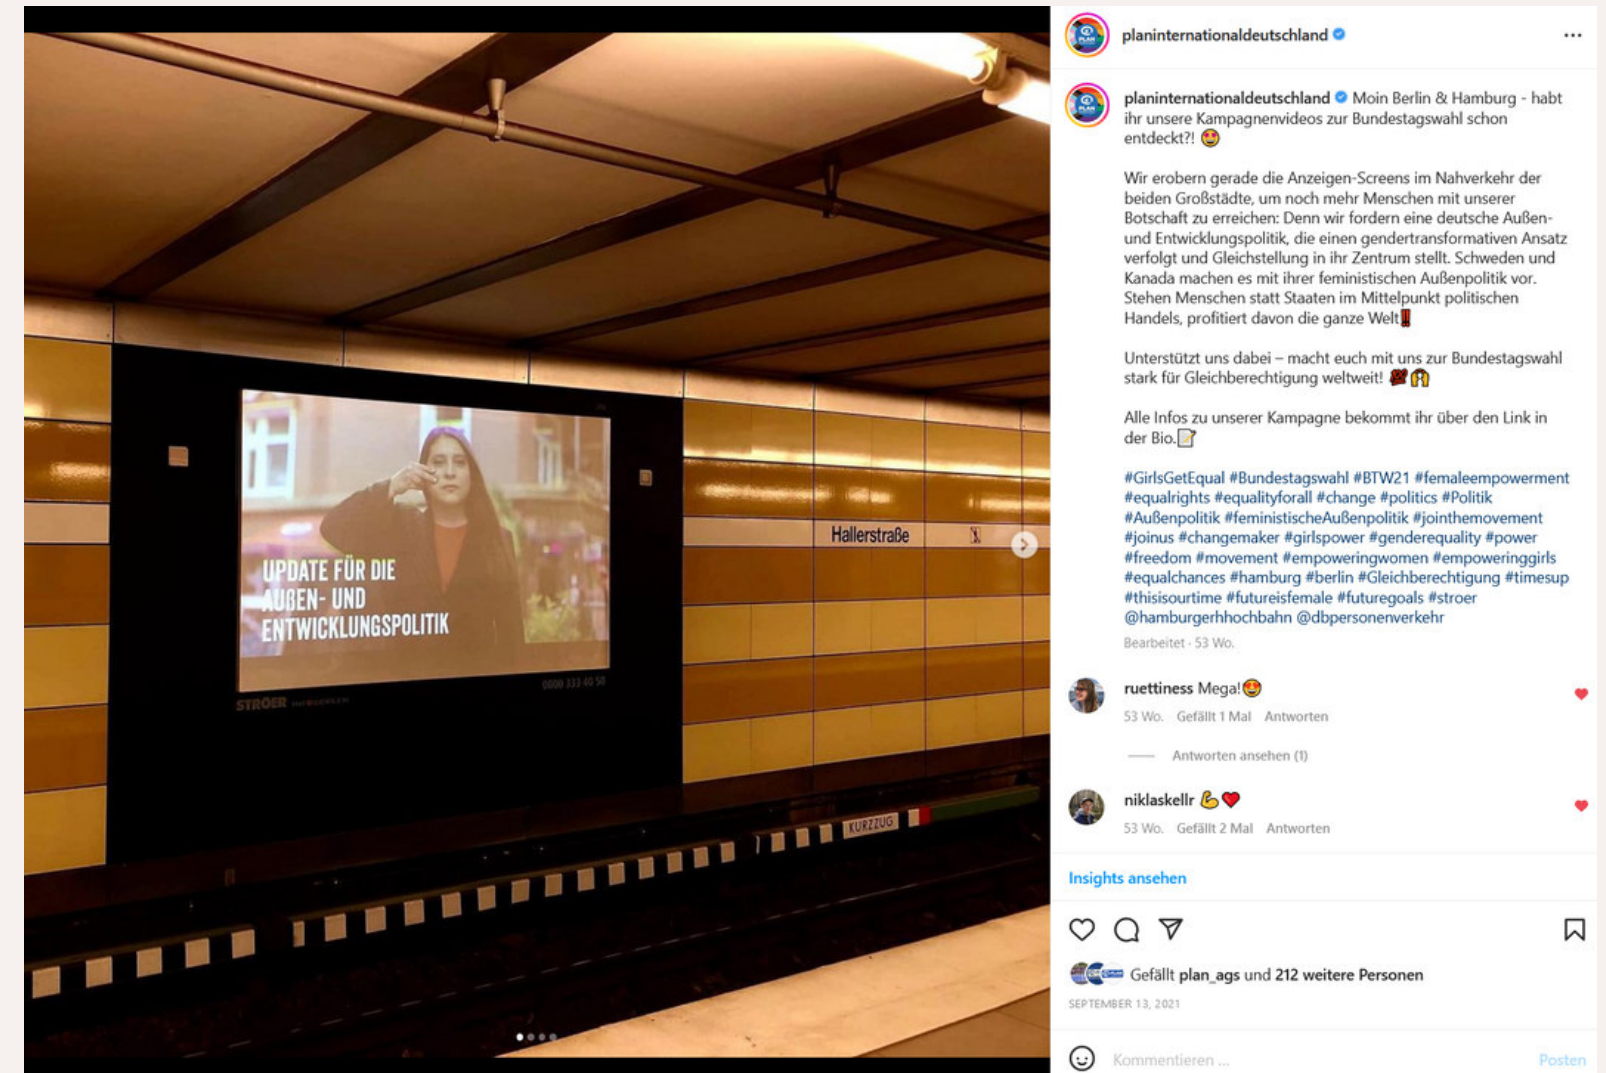 UPDATE FÜR DIE
AUßEN- UND
ENTWICKLUNGSPOLITIK
STRÖER
0800 333 40 50
Hallerstraße
KURZZUG
planinternationaldeutschland
planinternationaldeutschland Moin Berlin & Hamburg - habt
ihr unsere Kampagnenvideos zur Bundestagswahl schon
entdeckt?! 🤩
Wir erobern gerade die Anzeigen-Screens im Nahverkehr der
beiden Großstädte, um noch mehr Menschen mit unserer
Botschaft zu erreichen: Denn wir fordern eine deutsche Außen-
und Entwicklungspolitik, die einen gendertransformativen Ansatz
verfolgt und Gleichstellung in ihr Zentrum stellt. Schweden und
Kanada machen es mit ihrer feministischen Außenpolitik vor.
Stehen Menschen statt Staaten im Mittelpunkt politischen
Handels, profitiert davon die ganze Welt‼️
Unterstützt uns dabei – macht euch mit uns zur Bundestagswahl
stark für Gleichberechtigung weltweit! 💯 🙌
Alle Infos zu unserer Kampagne bekommt ihr über den Link in
der Bio.📝
#GirlsGetEqual #Bundestagswahl #BTW21 #femaleempowerment
#equalrights #equalityforall #change #politics #Politik
#Außenpolitik #feministischeAußenpolitik #jointhemovement
#joinus #changemaker #girlspower #genderequality #power
#freedom #movement #empoweringwomen #empoweringgirls
#equalchances #hamburg #berlin #Gleichberechtigung #timesup
#thisisourtime #futureisfemale #futuregoals #stroer
@hamburgerhhochbahn @dbpersonenverkehr
Bearbeitet · 53 Wo.
ruettiness Mega!😍
53 Wo. Gefällt 1 Mal Antworten
Antworten ansehen (1)
niklaskellr 💪❤️
53 Wo. Gefällt 2 Mal Antworten
Insights ansehen
Gefällt plan_ags und 212 weitere Personen
SEPTEMBER 13, 2021
Kommentieren ...
Posten